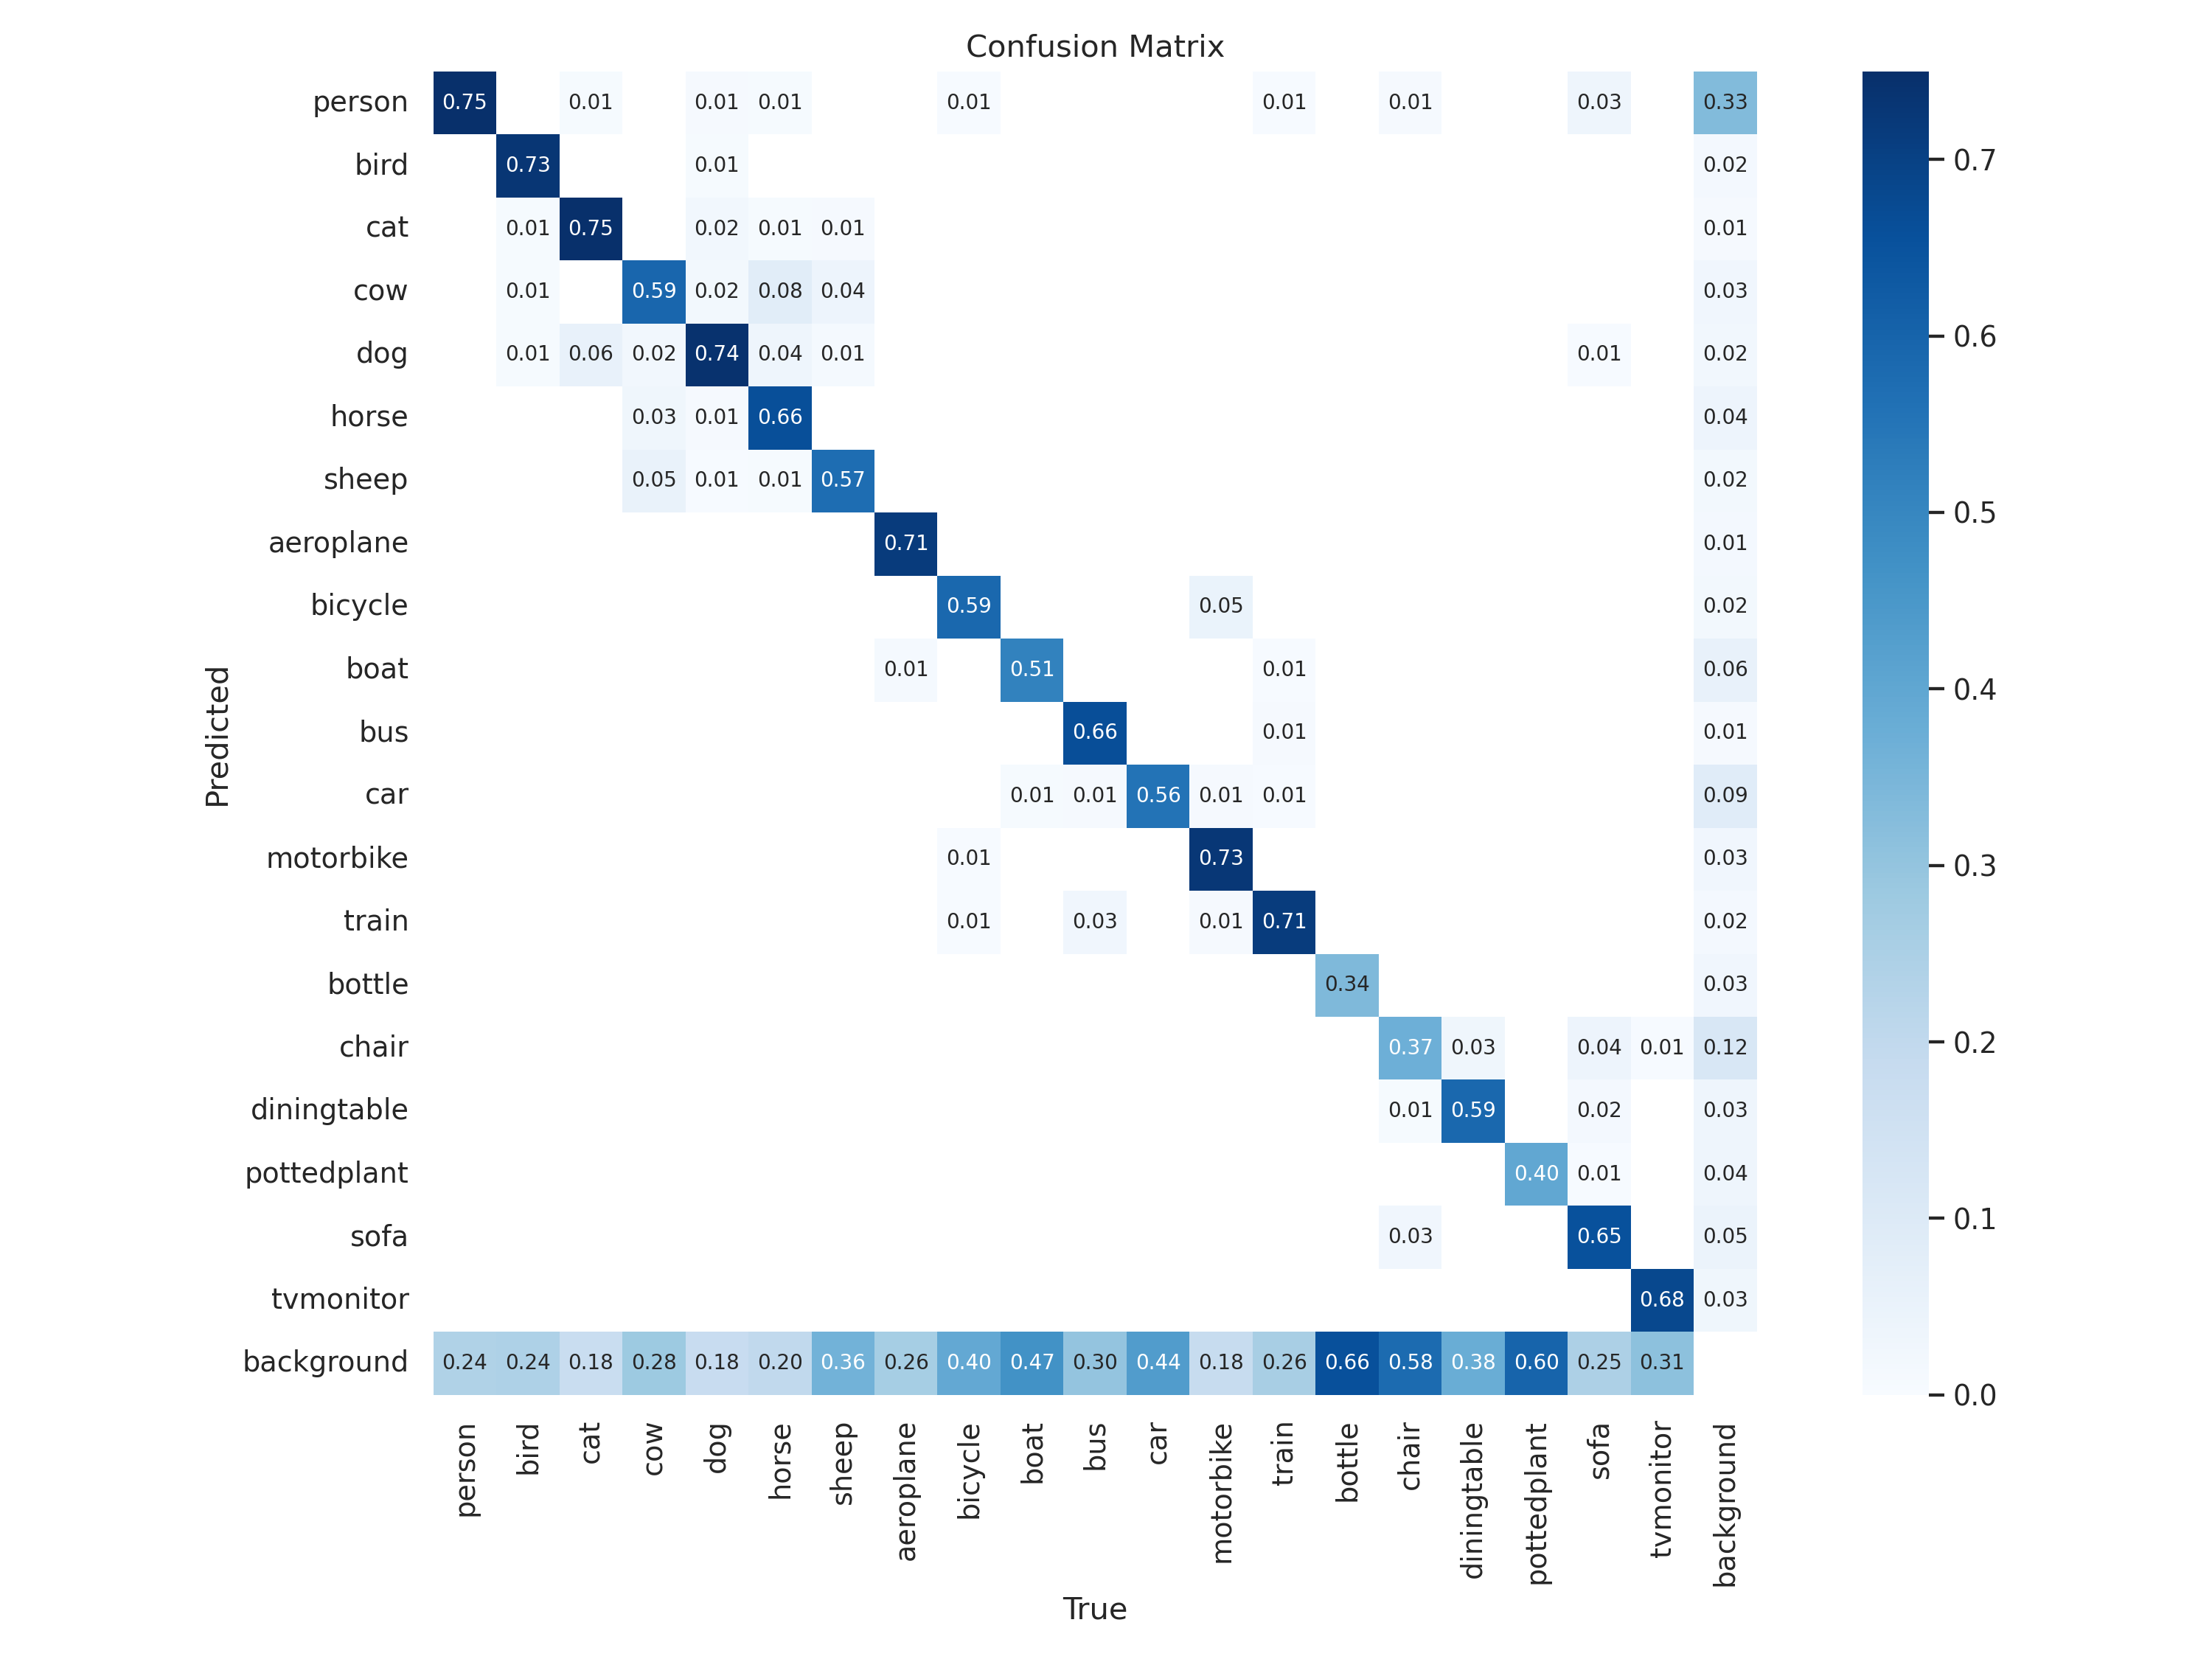 Confusion Matrix
person 0.75 0.01 0.01 0.01 0.01 0.01 0.01 0.03 0.33
bird 0.73 0.01 0.02
0.7
cat 0.01 0.75 0.02 0.01 0.01 0.01
cow 0.01 0.59 0.02 0.08 0.04 0.03
0.6
dog 0.01 0.06 0.02 0.74 0.04 0.01 0.01 0.02
horse 0.03 0.01 0.66 0.04
sheep 0.05 0.01 0.01 0.57 0.02
0.5
aeroplane 0.71 0.01
bicycle 0.59 0.05 0.02
boat 0.01 0.51 0.01 0.06
0.4
Predicted
bus 0.66 0.01 0.01
car 0.01 0.01 0.56 0.01 0.01 0.09
motorbike 0.01 0.73 0.03
0.3
train 0.01 0.03 0.01 0.71 0.02
bottle 0.34 0.03
chair 0.37 0.03 0.04 0.01 0.12
0.2
diningtable 0.01 0.59 0.02 0.03
pottedplant 0.40 0.01 0.04
sofa 0.03 0.65 0.05
0.1
tvmonitor 0.68 0.03
background 0.24 0.24 0.18 0.28 0.18 0.20 0.36 0.26 0.40 0.47 0.30 0.44 0.18 0.26 0.66 0.58 0.38 0.60 0.25 0.31
0.0
person bird cat cow dog horse sheep aeroplane bicycle boat bus car motorbike train bottle chair diningtable pottedplant sofa tvmonitor background
True